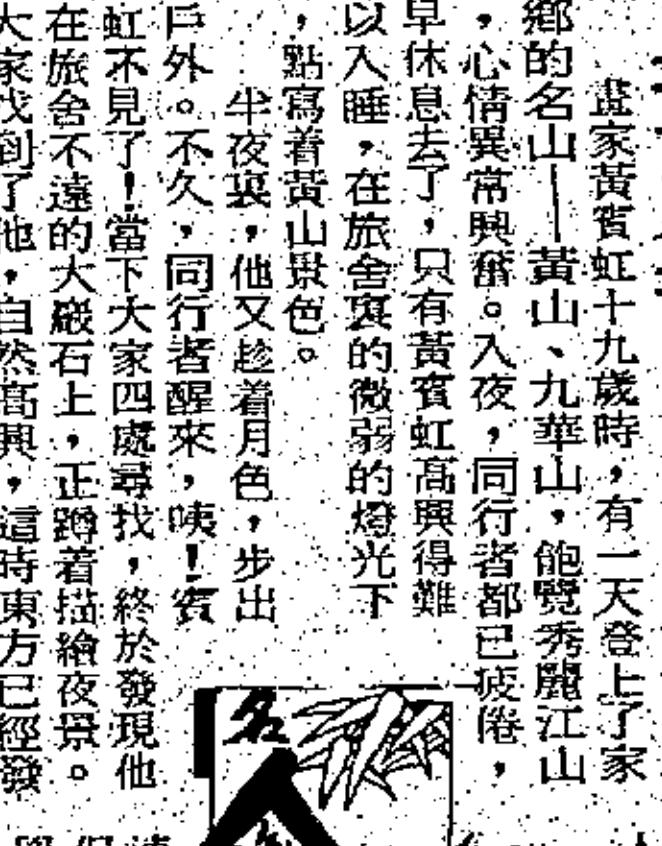 畫家黃賓虹十九歲時，有一天登上了家
鄉的名山——黃山、九華山，飽覽秀麗江山
，心情異常興奮。入夜，同行者都已疲倦，
早休息去了，只有黃賓虹高興得難
以入睡，在旅舍裏的微弱的燈光下
，點寫着黃山景色。
半夜裏，他又趁着月色，步出
戶外。不久，同行者醒來，咦！賓
虹不見了！當下大家四處尋找，終於發現他
在旅舍不遠的大巖石上，正蹲着描繪夜景。
大家找到了他，自然高興，這時東方已經發
名人